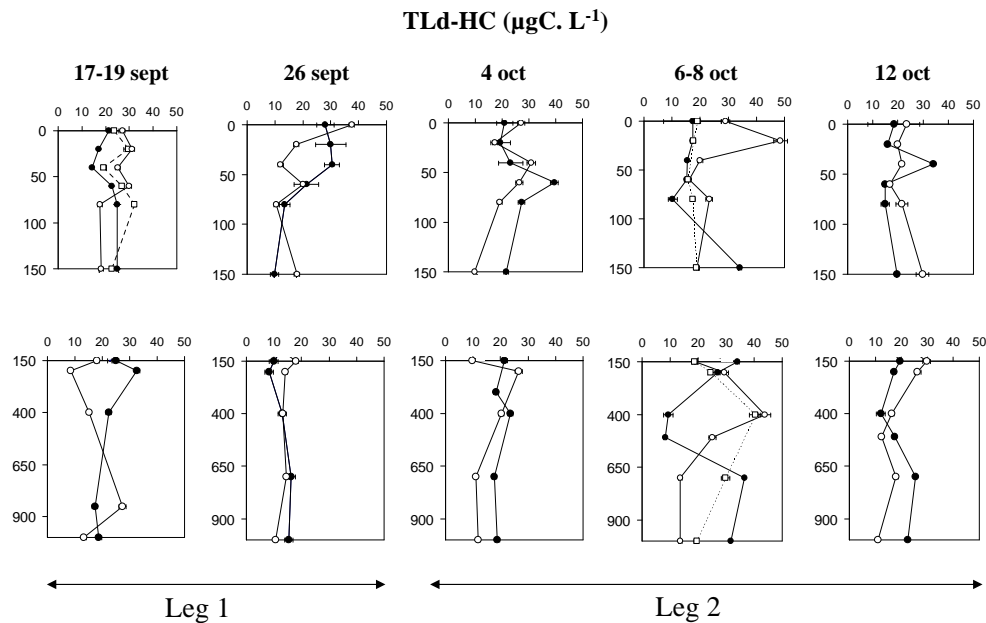 TLd-HC (µgC. L-1)
17-19 sept 26 sept 4 oct 6-8 oct 12 oct
0 10 20 30 40 50 0 10 20 30 40 50 0 10 20 30 40 50 0 10 20 30 40 50 0 10 20 30 40 50
0 0 0 0 0
50 50 50 50 50
100 100 100 100 100
150 150 150 150 150
0 10 20 30 40 50 0 10 20 30 40 50 0 10 20 30 40 50 0 10 20 30 40 50 0 10 20 30 40 50
150 150 150 150 150
400 400 400 400 400
650 650 650 650 650
900 900 900 900 900
Leg 1 Leg 2